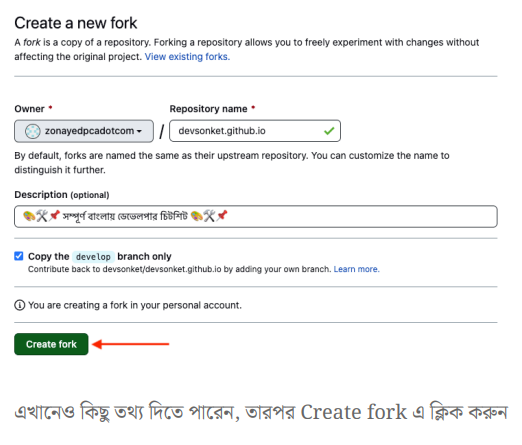 Create a new fork
A fork is a copy of a repository. Forking a repository allows you to freely experiment with changes without
affecting the original project. View existing forks.
Owner * Repository name *
zonayedpcadotcom / devsonket.github.io
By default, forks are named the same as their upstream repository. You can customize the name to
distinguish it further.
Description (optional)
🎨🛠️📌 সম্পূর্ণ বাংলায় ডেভেলপার চিটশিট 🎨🛠️📌
Copy the develop branch only
Contribute back to devsonket/devsonket.github.io by adding your own branch. Learn more.
You are creating a fork in your personal account.
Create fork
এখানেও কিছু তথ্য দিতে পারেন, তারপর Create fork এ ক্লিক করুন